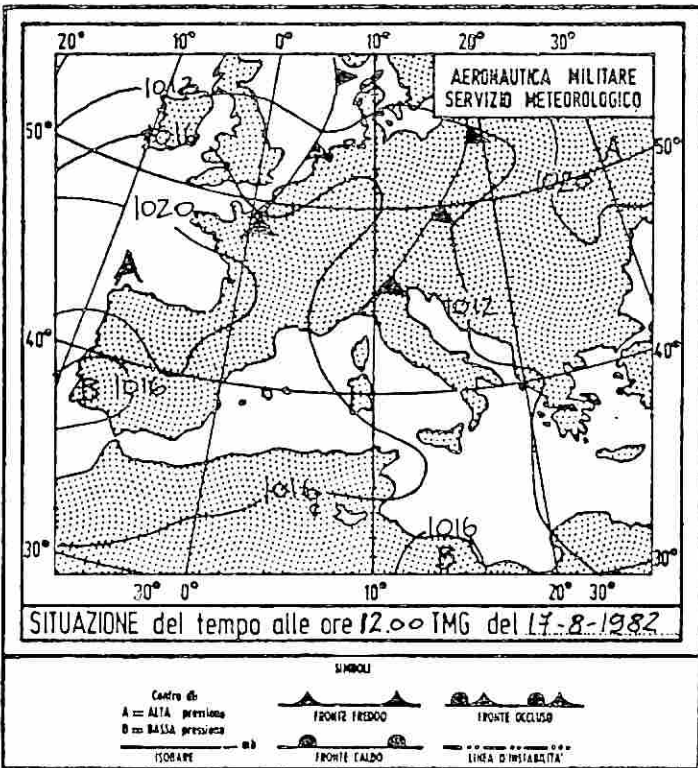 20° 10° 0° 10° 20° 30°
AERONAUTICA MILITARE
SERVIZIO METEOROLOGICO
1012
50° 1016 A 50°
1020 1020
A
1012
40° 40°
B 1016
1016
1016
B
30° 30°
30° 0° 10° 20° 30°
SITUAZIONE del tempo alle ore 12.00 TMG del 17-8-1982
SIMBOLI
Centro di:
A = ALTA pressione
B = BASSA pressione
FRONTE FREDDO
FRONTE OCCLUSO
mb
ISOBARE
FRONTE CALDO
LINEA D'INSTABILITA'